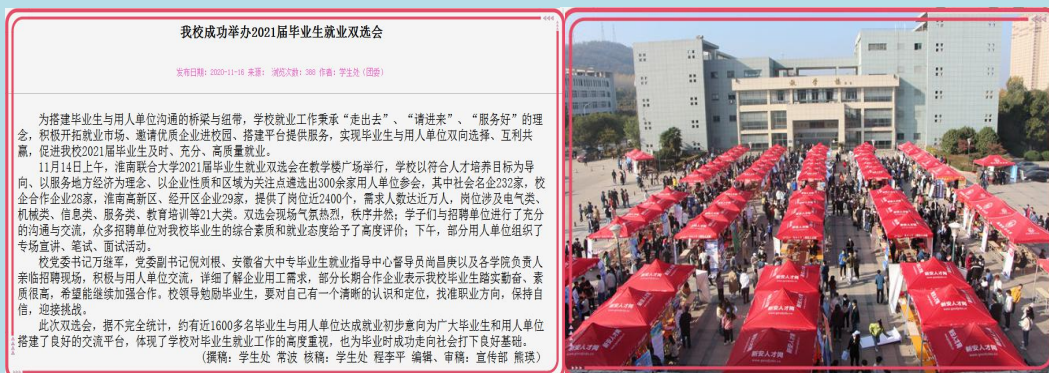 我校成功举办2021届毕业生就业双选会
发布日期：2020-11-16 来源： 浏览次数：380 作者：学生处（团委）
为搭建毕业生与用人单位沟通的桥梁与纽带，学校就业工作秉承“走出去”、“请进来”、“服务好”的理
念，积极开拓就业市场、邀请优质企业进校园、搭建平台提供服务，实现毕业生与用人单位双向选择、互利共
赢，促进我校2021届毕业生及时、充分、高质量就业。
11月14日上午，淮南联合大学2021届毕业生就业双选会在教学楼广场举行，学校以符合人才培养目标为导
向、以服务地方经济为理念、以企业性质和区域为关注点遴选出300余家用人单位参会，其中社会名企232家，校
企合作企业28家，淮南高新区、经开区企业29家，提供了岗位近2400个，需求人数达近万人，岗位涉及电气类、
机械类、信息类、服务类、教育培训等21大类。双选会现场气氛热烈，秩序井然；学子们与招聘单位进行了充分
的沟通与交流，众多招聘单位对我校毕业生的综合素质和就业态度给予了高度评价；下午，部分用人单位组织了
专场宣讲、笔试、面试活动。
校党委书记万继军，党委副书记倪刘根、安徽省大中专毕业生就业指导中心督导员尚昌庚以及各学院负责人
亲临招聘现场，积极与用人单位交流，详细了解企业用工需求，部分长期合作企业表示我校毕业生踏实勤奋、素
质很高，希望能继续加强合作。校领导勉励毕业生，要对自己有一个清晰的认识和定位，找准职业方向，保持自
信，迎接挑战。
此次双选会，据不完全统计，约有近1600多名毕业生与用人单位达成就业初步意向为广大毕业生和用人单位
搭建了良好的交流平台，体现了学校对毕业生就业工作的高度重视，也为毕业时成功走向社会打下良好基础。
（撰稿：学生处 常波 核稿：学生处 程李平 编辑、审稿：宣传部 熊瑛）
教学楼
新安人才网
新安人才网
新安人才网
新安人才网